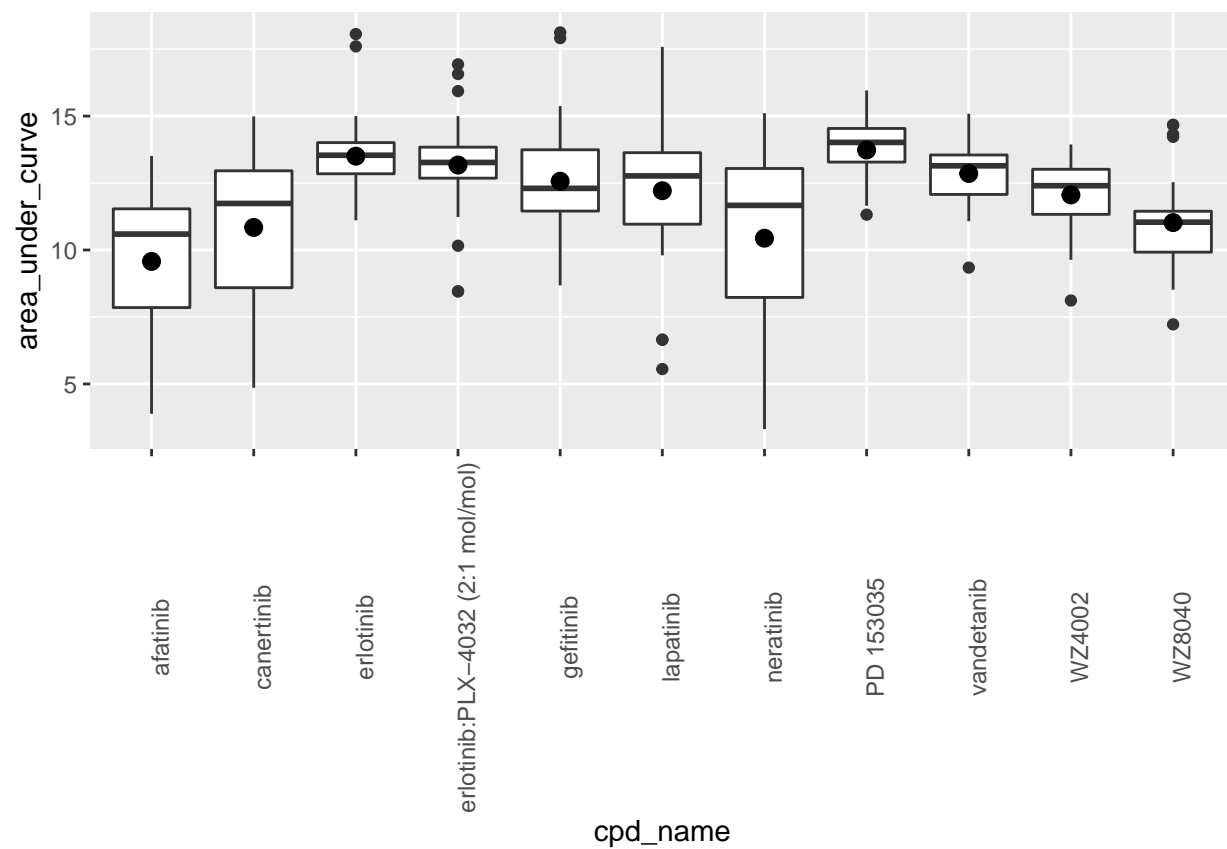 area_under_curve
15
10
5
afatinib
canertinib
erlotinib
erlotinib:PLX−4032 (2:1 mol/mol)
gefitinib
lapatinib
neratinib
PD 153035
vandetanib
WZ4002
WZ8040
cpd_name